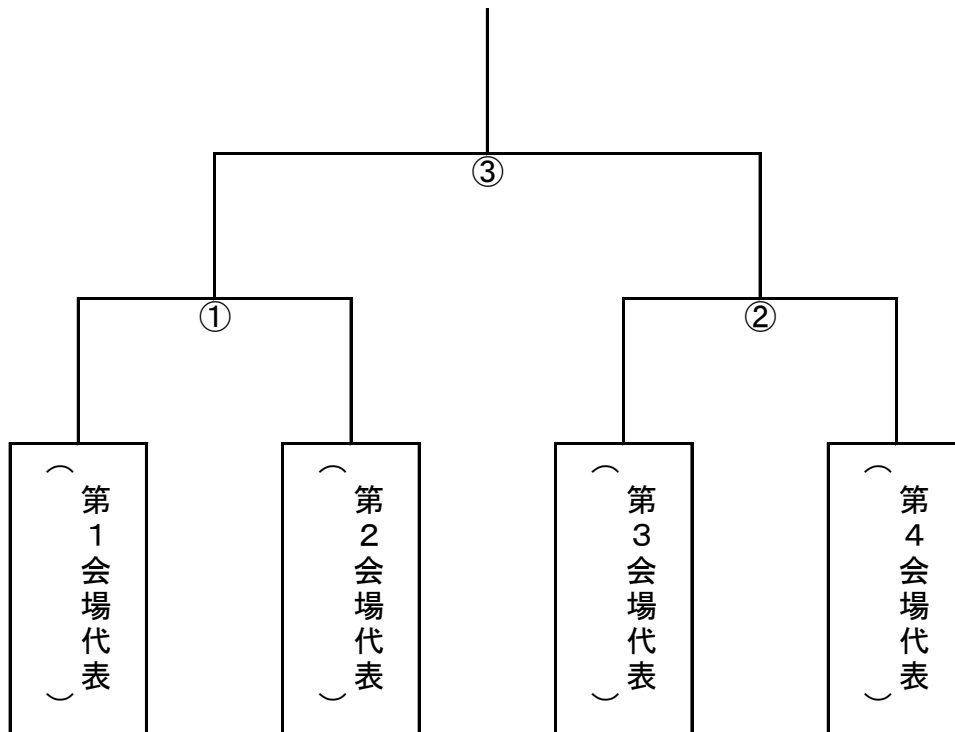 ③
①
②
第1会場代表
（　　　）
第2会場代表
（　　　）
第3会場代表
（　　　）
第4会場代表
（　　　）